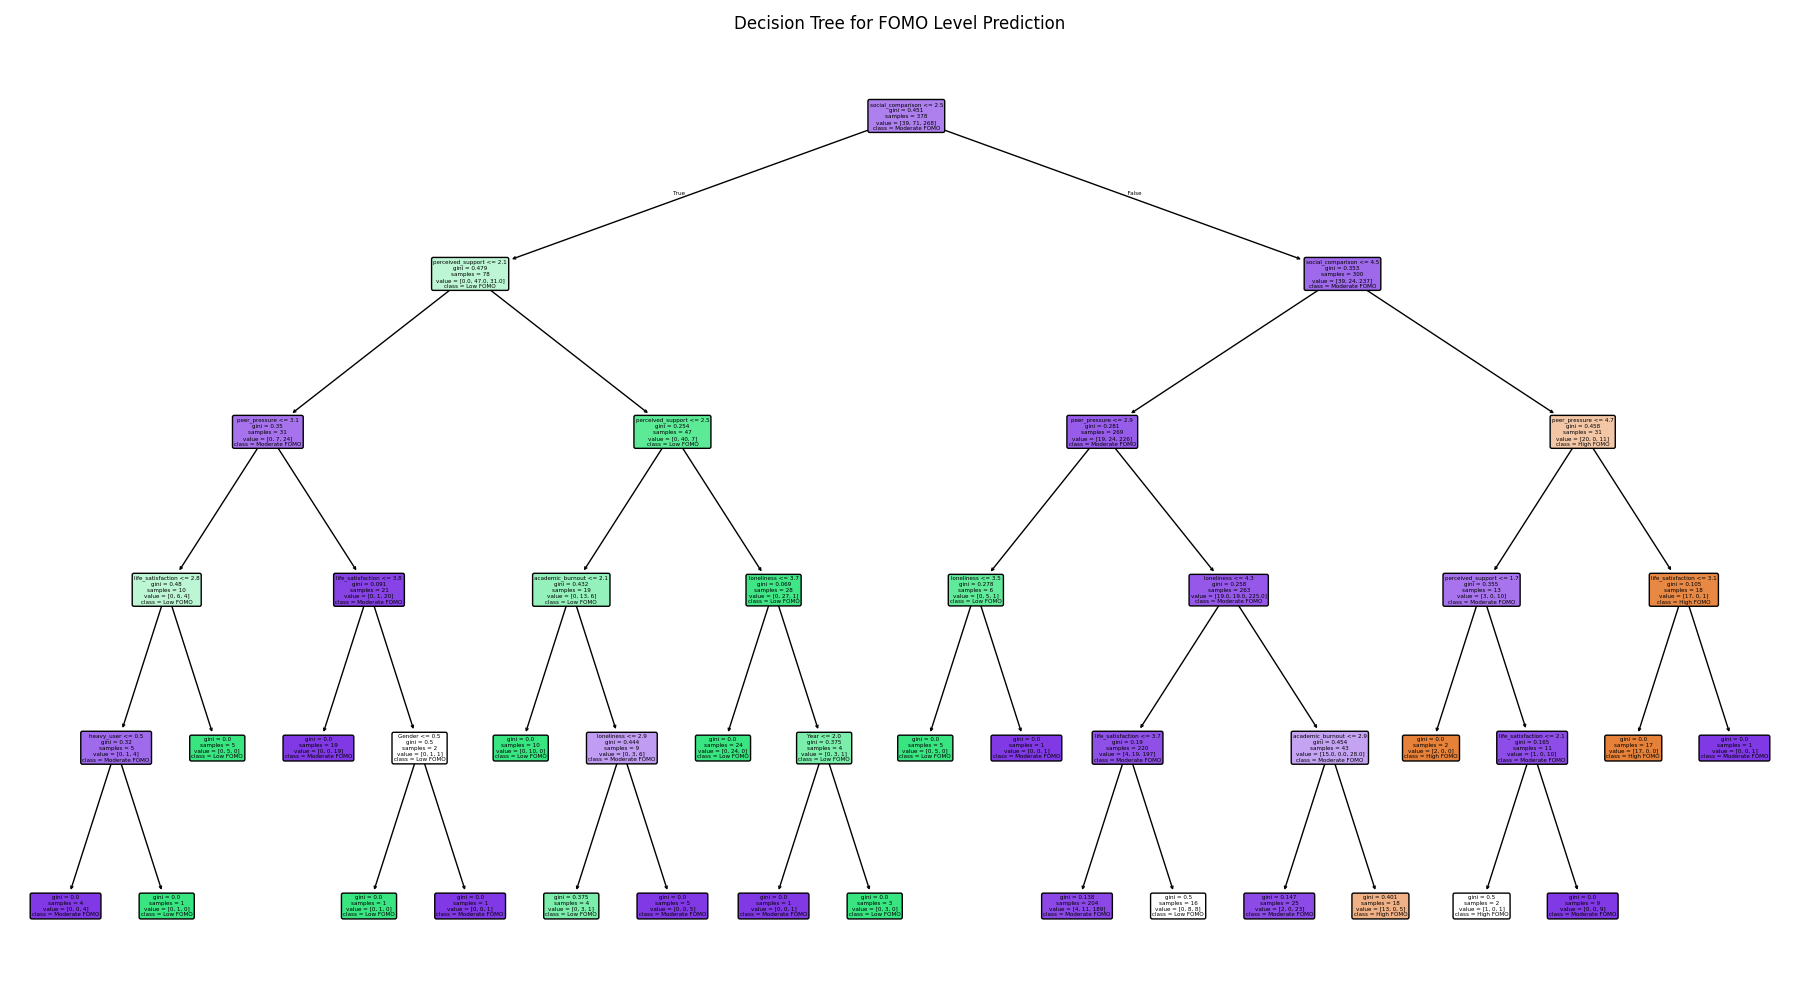 Decision Tree for FOMO Level Prediction
social_comparison <= 2.5
gini = 0.451
samples = 378
value = [39, 71, 268]
class = Moderate FOMO
True
False
perceived_support <= 2.1
gini = 0.479
samples = 78
value = [0.0, 47.0, 31.0]
class = Low FOMO
social_comparison <= 4.5
gini = 0.353
samples = 300
value = [39, 24, 237]
class = Moderate FOMO
peer_pressure <= 3.1
gini = 0.35
samples = 31
value = [0, 7, 24]
class = Moderate FOMO
perceived_support <= 2.5
gini = 0.254
samples = 47
value = [0, 40, 7]
class = Low FOMO
peer_pressure <= 2.9
gini = 0.281
samples = 269
value = [19, 24, 226]
class = Moderate FOMO
peer_pressure <= 4.7
gini = 0.458
samples = 31
value = [20, 0, 11]
class = High FOMO
life_satisfaction <= 2.8
gini = 0.48
samples = 10
value = [0, 6, 4]
class = Low FOMO
life_satisfaction <= 3.8
gini = 0.091
samples = 21
value = [0, 1, 20]
class = Moderate FOMO
academic_burnout <= 2.1
gini = 0.432
samples = 19
value = [0, 13, 6]
class = Low FOMO
loneliness <= 3.7
gini = 0.069
samples = 28
value = [0, 27, 1]
class = Low FOMO
loneliness <= 3.5
gini = 0.278
samples = 6
value = [0, 5, 1]
class = Low FOMO
loneliness <= 4.3
gini = 0.258
samples = 263
value = [19.0, 19.0, 225.0]
class = Moderate FOMO
perceived_support <= 1.7
gini = 0.355
samples = 13
value = [3, 0, 10]
class = Moderate FOMO
life_satisfaction <= 3.1
gini = 0.105
samples = 18
value = [17, 0, 1]
class = High FOMO
heavy_user <= 0.5
gini = 0.32
samples = 5
value = [0, 1, 4]
class = Moderate FOMO
gini = 0.0
samples = 5
value = [0, 5, 0]
class = Low FOMO
gini = 0.0
samples = 19
value = [0, 0, 19]
class = Moderate FOMO
Gender <= 0.5
gini = 0.5
samples = 2
value = [0, 1, 1]
class = Low FOMO
gini = 0.0
samples = 10
value = [0, 10, 0]
class = Low FOMO
loneliness <= 2.9
gini = 0.444
samples = 9
value = [0, 3, 6]
class = Moderate FOMO
gini = 0.0
samples = 24
value = [0, 24, 0]
class = Low FOMO
Year <= 2.0
gini = 0.375
samples = 4
value = [0, 3, 1]
class = Low FOMO
gini = 0.0
samples = 5
value = [0, 5, 0]
class = Low FOMO
gini = 0.0
samples = 1
value = [0, 0, 1]
class = Moderate FOMO
life_satisfaction <= 3.7
gini = 0.19
samples = 220
value = [4, 19, 197]
class = Moderate FOMO
academic_burnout <= 2.9
gini = 0.454
samples = 43
value = [15.0, 0.0, 28.0]
class = Moderate FOMO
gini = 0.0
samples = 2
value = [2, 0, 0]
class = High FOMO
life_satisfaction <= 2.1
gini = 0.165
samples = 11
value = [1, 0, 10]
class = Moderate FOMO
gini = 0.0
samples = 17
value = [17, 0, 0]
class = High FOMO
gini = 0.0
samples = 1
value = [0, 0, 1]
class = Moderate FOMO
gini = 0.0
samples = 4
value = [0, 0, 4]
class = Moderate FOMO
gini = 0.0
samples = 1
value = [0, 1, 0]
class = Low FOMO
gini = 0.0
samples = 1
value = [0, 1, 0]
class = Low FOMO
gini = 0.0
samples = 1
value = [0, 0, 1]
class = Moderate FOMO
gini = 0.375
samples = 4
value = [0, 3, 1]
class = Low FOMO
gini = 0.0
samples = 5
value = [0, 0, 5]
class = Moderate FOMO
gini = 0.0
samples = 1
value = [0, 0, 1]
class = Moderate FOMO
gini = 0.0
samples = 3
value = [0, 3, 0]
class = Low FOMO
gini = 0.138
samples = 204
value = [4, 11, 189]
class = Moderate FOMO
gini = 0.5
samples = 16
value = [0, 8, 8]
class = Low FOMO
gini = 0.147
samples = 25
value = [2, 0, 23]
class = Moderate FOMO
gini = 0.401
samples = 18
value = [13, 0, 5]
class = High FOMO
gini = 0.5
samples = 2
value = [1, 0, 1]
class = High FOMO
gini = 0.0
samples = 9
value = [0, 0, 9]
class = Moderate FOMO